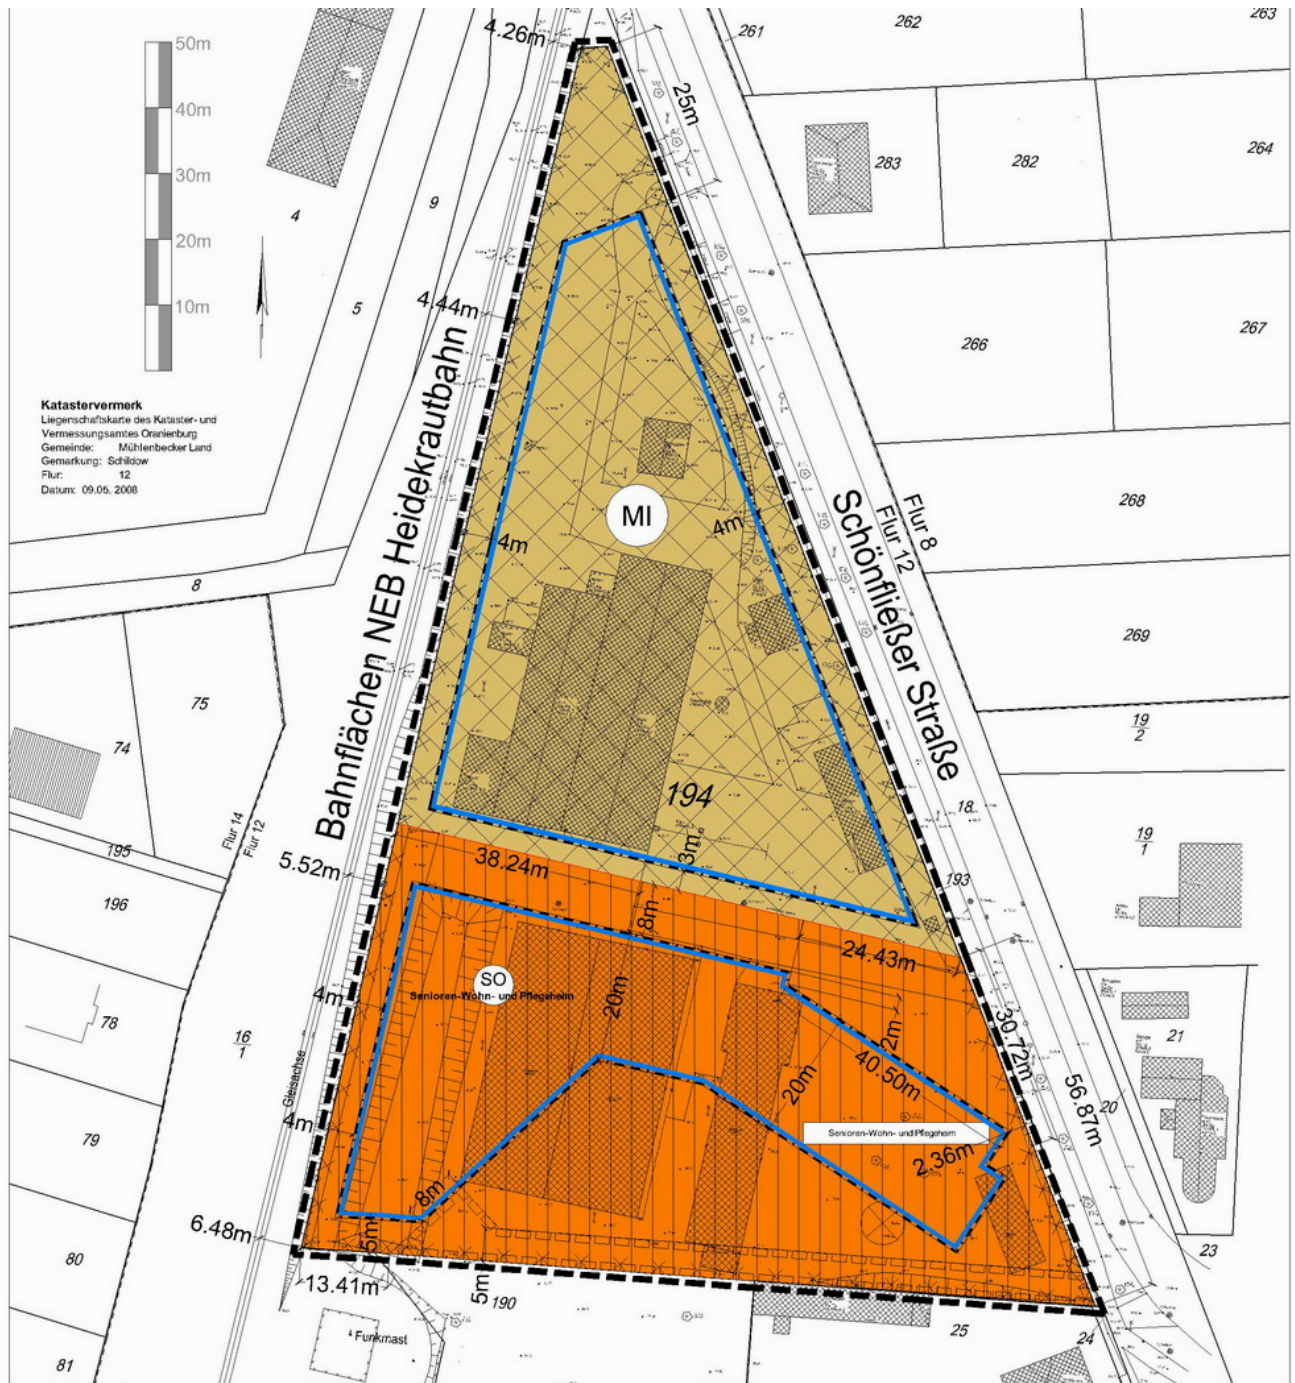 50m
40m
30m
20m
10m
4.26m
25m
261
262
263
283
282
264
4
9
5
4.44m
266
267
Katastervermerk
Liegenschaftskarte des Kataster- und
Vermessungsamtes Oranienburg
Gemeinde: Mühlenbecker Land
Gemarkung: Schildow
Flur: 12
Datum: 09.05. 2008
Bahnflächen NEB Heidekrautbahn
Schönfließer Straße
Flur 8
Flur 12
268
MI
4m
4m
8
269
75
74
19
2
194
18
3m
Flur 14
Flur 12
195
5.52m
38.24m
19
1
193
196
8m
24.43m
SO
Senioren-Wohn- und Pflegeheim
20m
4m
78
16
1
2m
30.72m
21
40.50m
20m
56.87m
20
Gleisachse
4m
79
Senioren-Wohn- und Pflegeheim
2.36m
8m
6.48m
5m
23
80
13.41m
5m
190
Funkmast
25
24
81